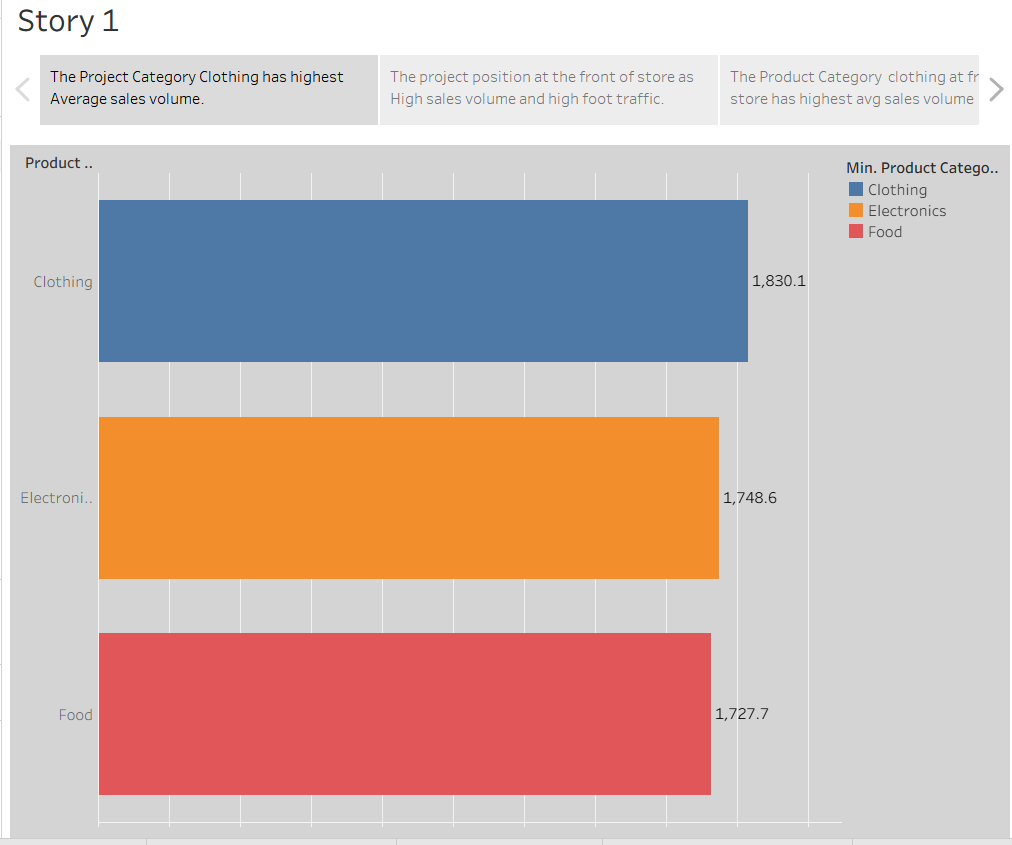 Story 1
The Project Category Clothing has highest
Average sales volume.
The project position at the front of store as
High sales volume and high foot traffic.
The Product Category clothing at fr
store has highest avg sales volume
Product ..
Min. Product Catego..
Clothing
Electronics
Food
Clothing
1,830.1
Electroni..
1,748.6
Food
1,727.7